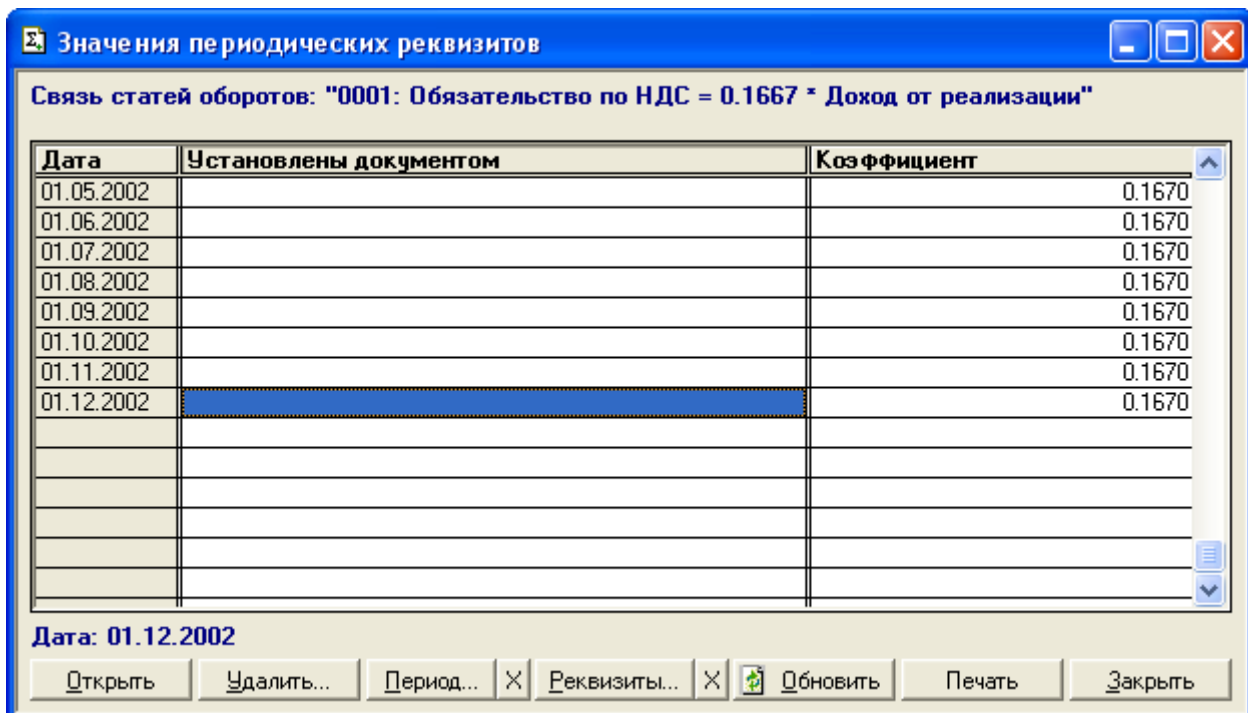 Значения периодических реквизитов
Связь статей оборотов: "0001: Обязательство по НДС = 0.1667 * Доход от реализации"
Дата Установлены документом Коэффициент
01.05.2002 0.1670
01.06.2002 0.1670
01.07.2002 0.1670
01.08.2002 0.1670
01.09.2002 0.1670
01.10.2002 0.1670
01.11.2002 0.1670
01.12.2002 0.1670
Дата: 01.12.2002
Открыть Удалить... Период... X Реквизиты... X Обновить Печать Закрыть